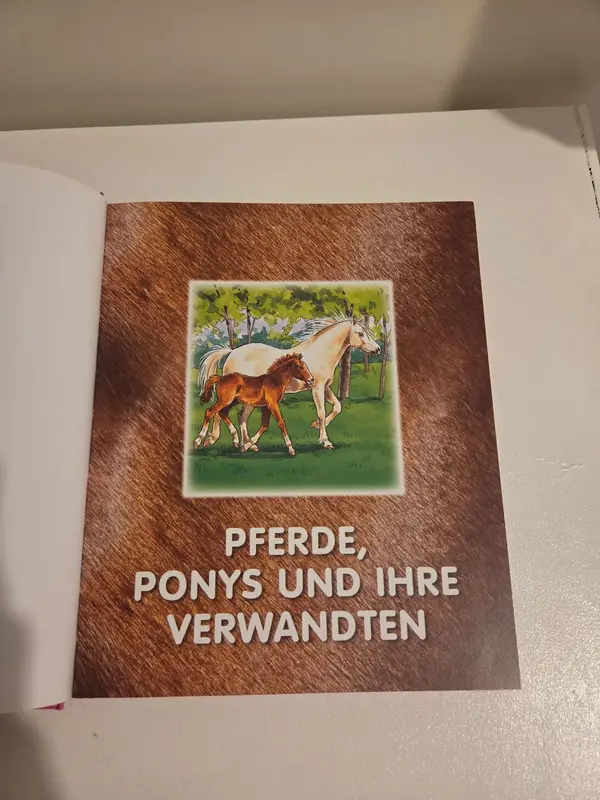 PFERDE,
PONYS UND IHRE
VERWANDTEN